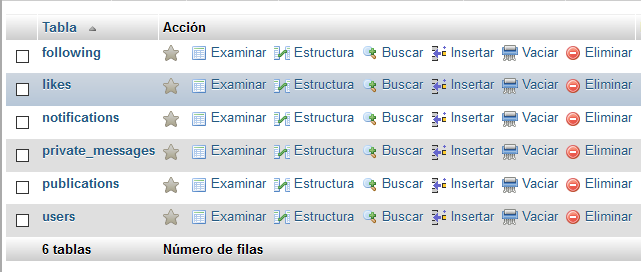 Tabla Acción
following Examinar Estructura Buscar Insertar Vaciar Eliminar
likes Examinar Estructura Buscar Insertar Vaciar Eliminar
notifications Examinar Estructura Buscar Insertar Vaciar Eliminar
private_messages Examinar Estructura Buscar Insertar Vaciar Eliminar
publications Examinar Estructura Buscar Insertar Vaciar Eliminar
users Examinar Estructura Buscar Insertar Vaciar Eliminar
6 tablas Número de filas